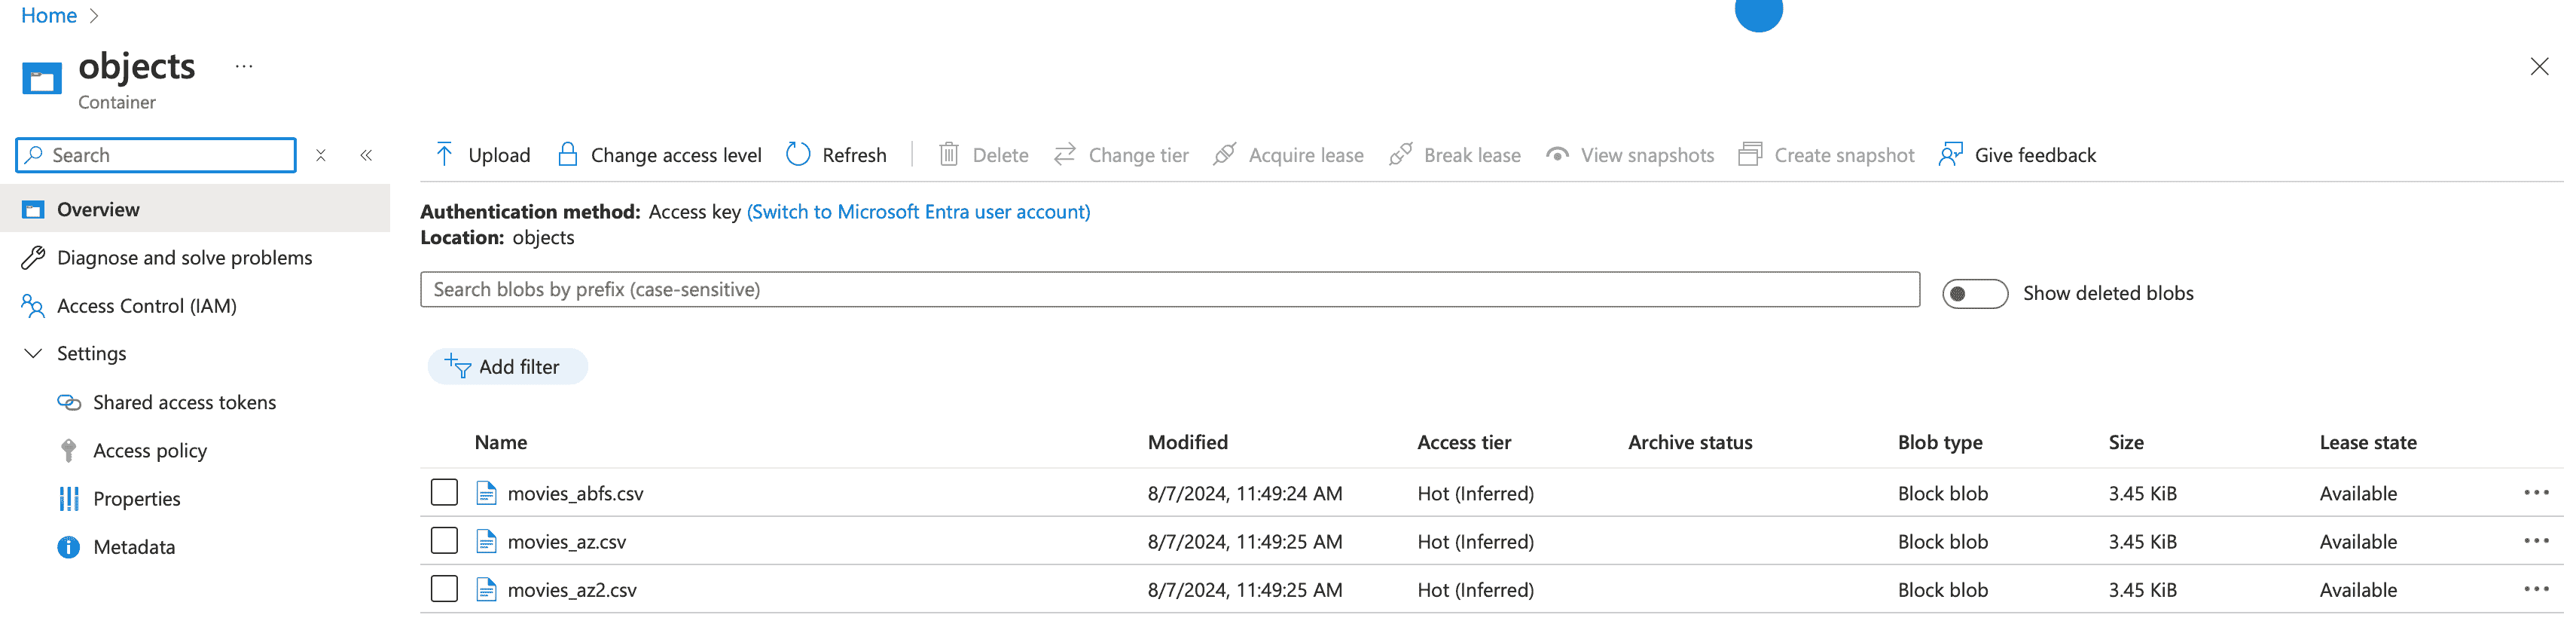 Home
objects ...
Container
Search
Upload Change access level Refresh Delete Change tier Acquire lease Break lease View snapshots Create snapshot Give feedback
Overview
Diagnose and solve problems
Access Control (IAM)
Settings
Shared access tokens
Access policy
Properties
Metadata
Authentication method: Access key (Switch to Microsoft Entra user account)
Location: objects
Search blobs by prefix (case-sensitive)
Show deleted blobs
Add filter
Name Modified Access tier Archive status Blob type Size Lease state
movies_abfs.csv 8/7/2024, 11:49:24 AM Hot (Inferred) Block blob 3.45 KiB Available
movies_az.csv 8/7/2024, 11:49:25 AM Hot (Inferred) Block blob 3.45 KiB Available
movies_az2.csv 8/7/2024, 11:49:25 AM Hot (Inferred) Block blob 3.45 KiB Available